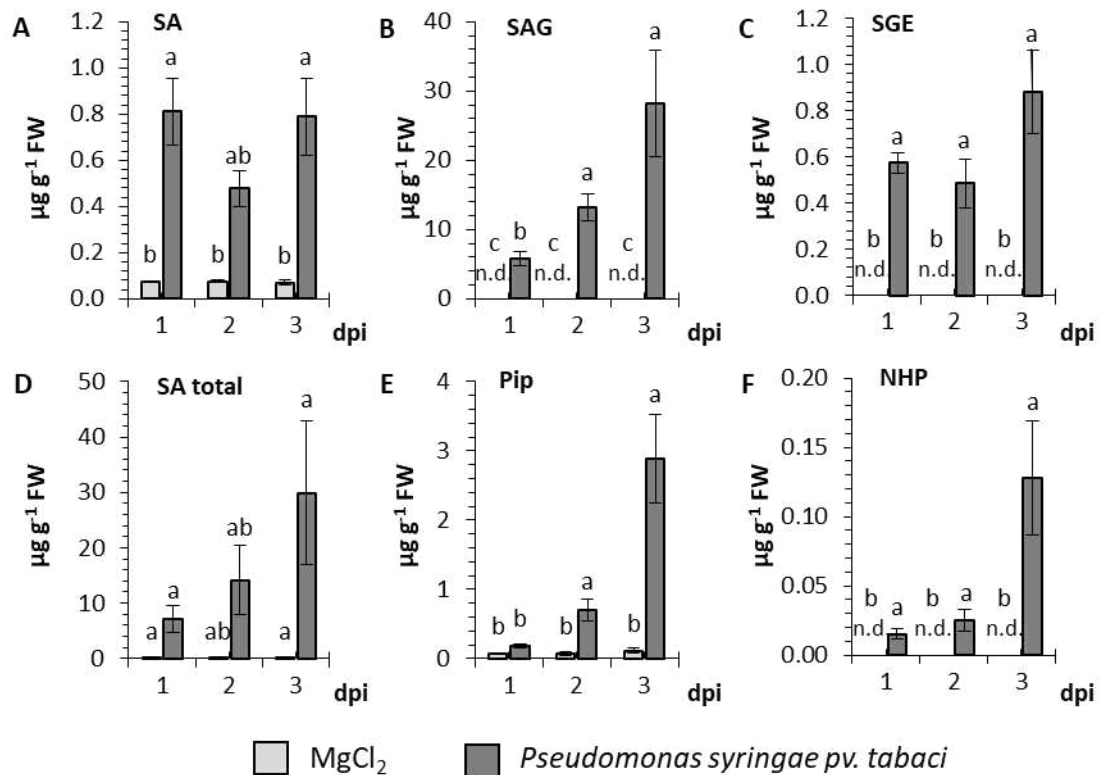 A SA
1.2
1.0
0.8
0.6
0.4
0.2
0.0
µg g⁻¹ FW
b a b ab b a
1 2 3 dpi
B SAG
40
30
20
10
0
µg g⁻¹ FW
c b c a c a
n.d. n.d. n.d.
1 2 3 dpi
C SGE
1.2
1.0
0.8
0.6
0.4
0.2
0.0
µg g⁻¹ FW
b a b a b a
n.d. n.d. n.d.
1 2 3 dpi
D SA total
50
40
30
20
10
0
µg g⁻¹ FW
a a ab ab a a
1 2 3 dpi
E Pip
4
3
2
1
0
µg g⁻¹ FW
b b b a b a
1 2 3 dpi
F NHP
0.20
0.15
0.10
0.05
0.00
µg g⁻¹ FW
b a b a b a
n.d. n.d. n.d.
1 2 3 dpi
MgCl₂ Pseudomonas syringae pv. tabaci